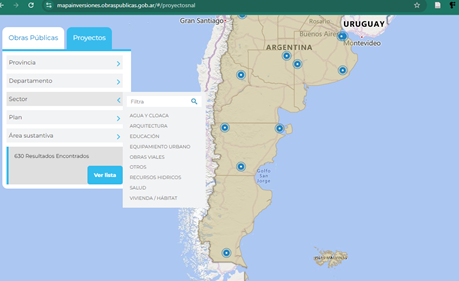 mapainversiones.obraspublicas.gob.ar/#/proyectosnal
Gran Santiago
Rosario
URUGUAY
Buenos Aires
Montevideo
ARGENTINA
Obras Públicas
Proyectos
Provincia
Departamento
Sector
Plan
Área sustantiva
630 Resultados Encontrados
Ver lista
Filtra
AGUA Y CLOACA
ARQUITECTURA
EDUCACIÓN
EQUIPAMIENTO URBANO
OBRAS VIALES
OTROS
RECURSOS HÍDRICOS
SALUD
VIVIENDA / HÁBITAT
Golfo
San
Jorge